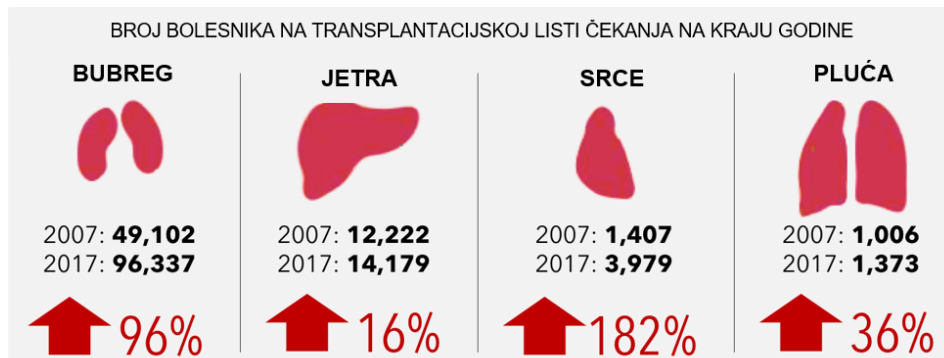 BROJ BOLESNIKA NA TRANSPLANTACIJSKOJ LISTI ČEKANJA NA KRAJU GODINE
BUBREG
2007: 49,102
2017: 96,337
96%
JETRA
2007: 12,222
2017: 14,179
16%
SRCE
2007: 1,407
2017: 3,979
182%
PLUĆA
2007: 1,006
2017: 1,373
36%